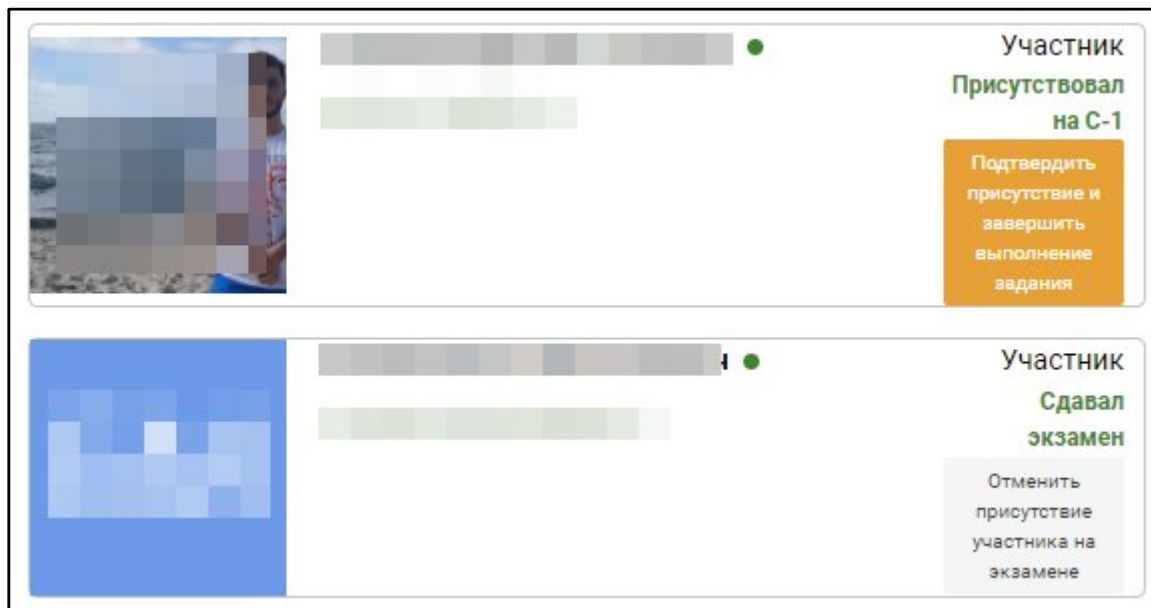 Участник
Присутствовал
на С-1
Подтвердить
присутствие и
завершить
выполнение
задания
Участник
Сдавал
экзамен
Отменить
присутствие
участника на
экзамене